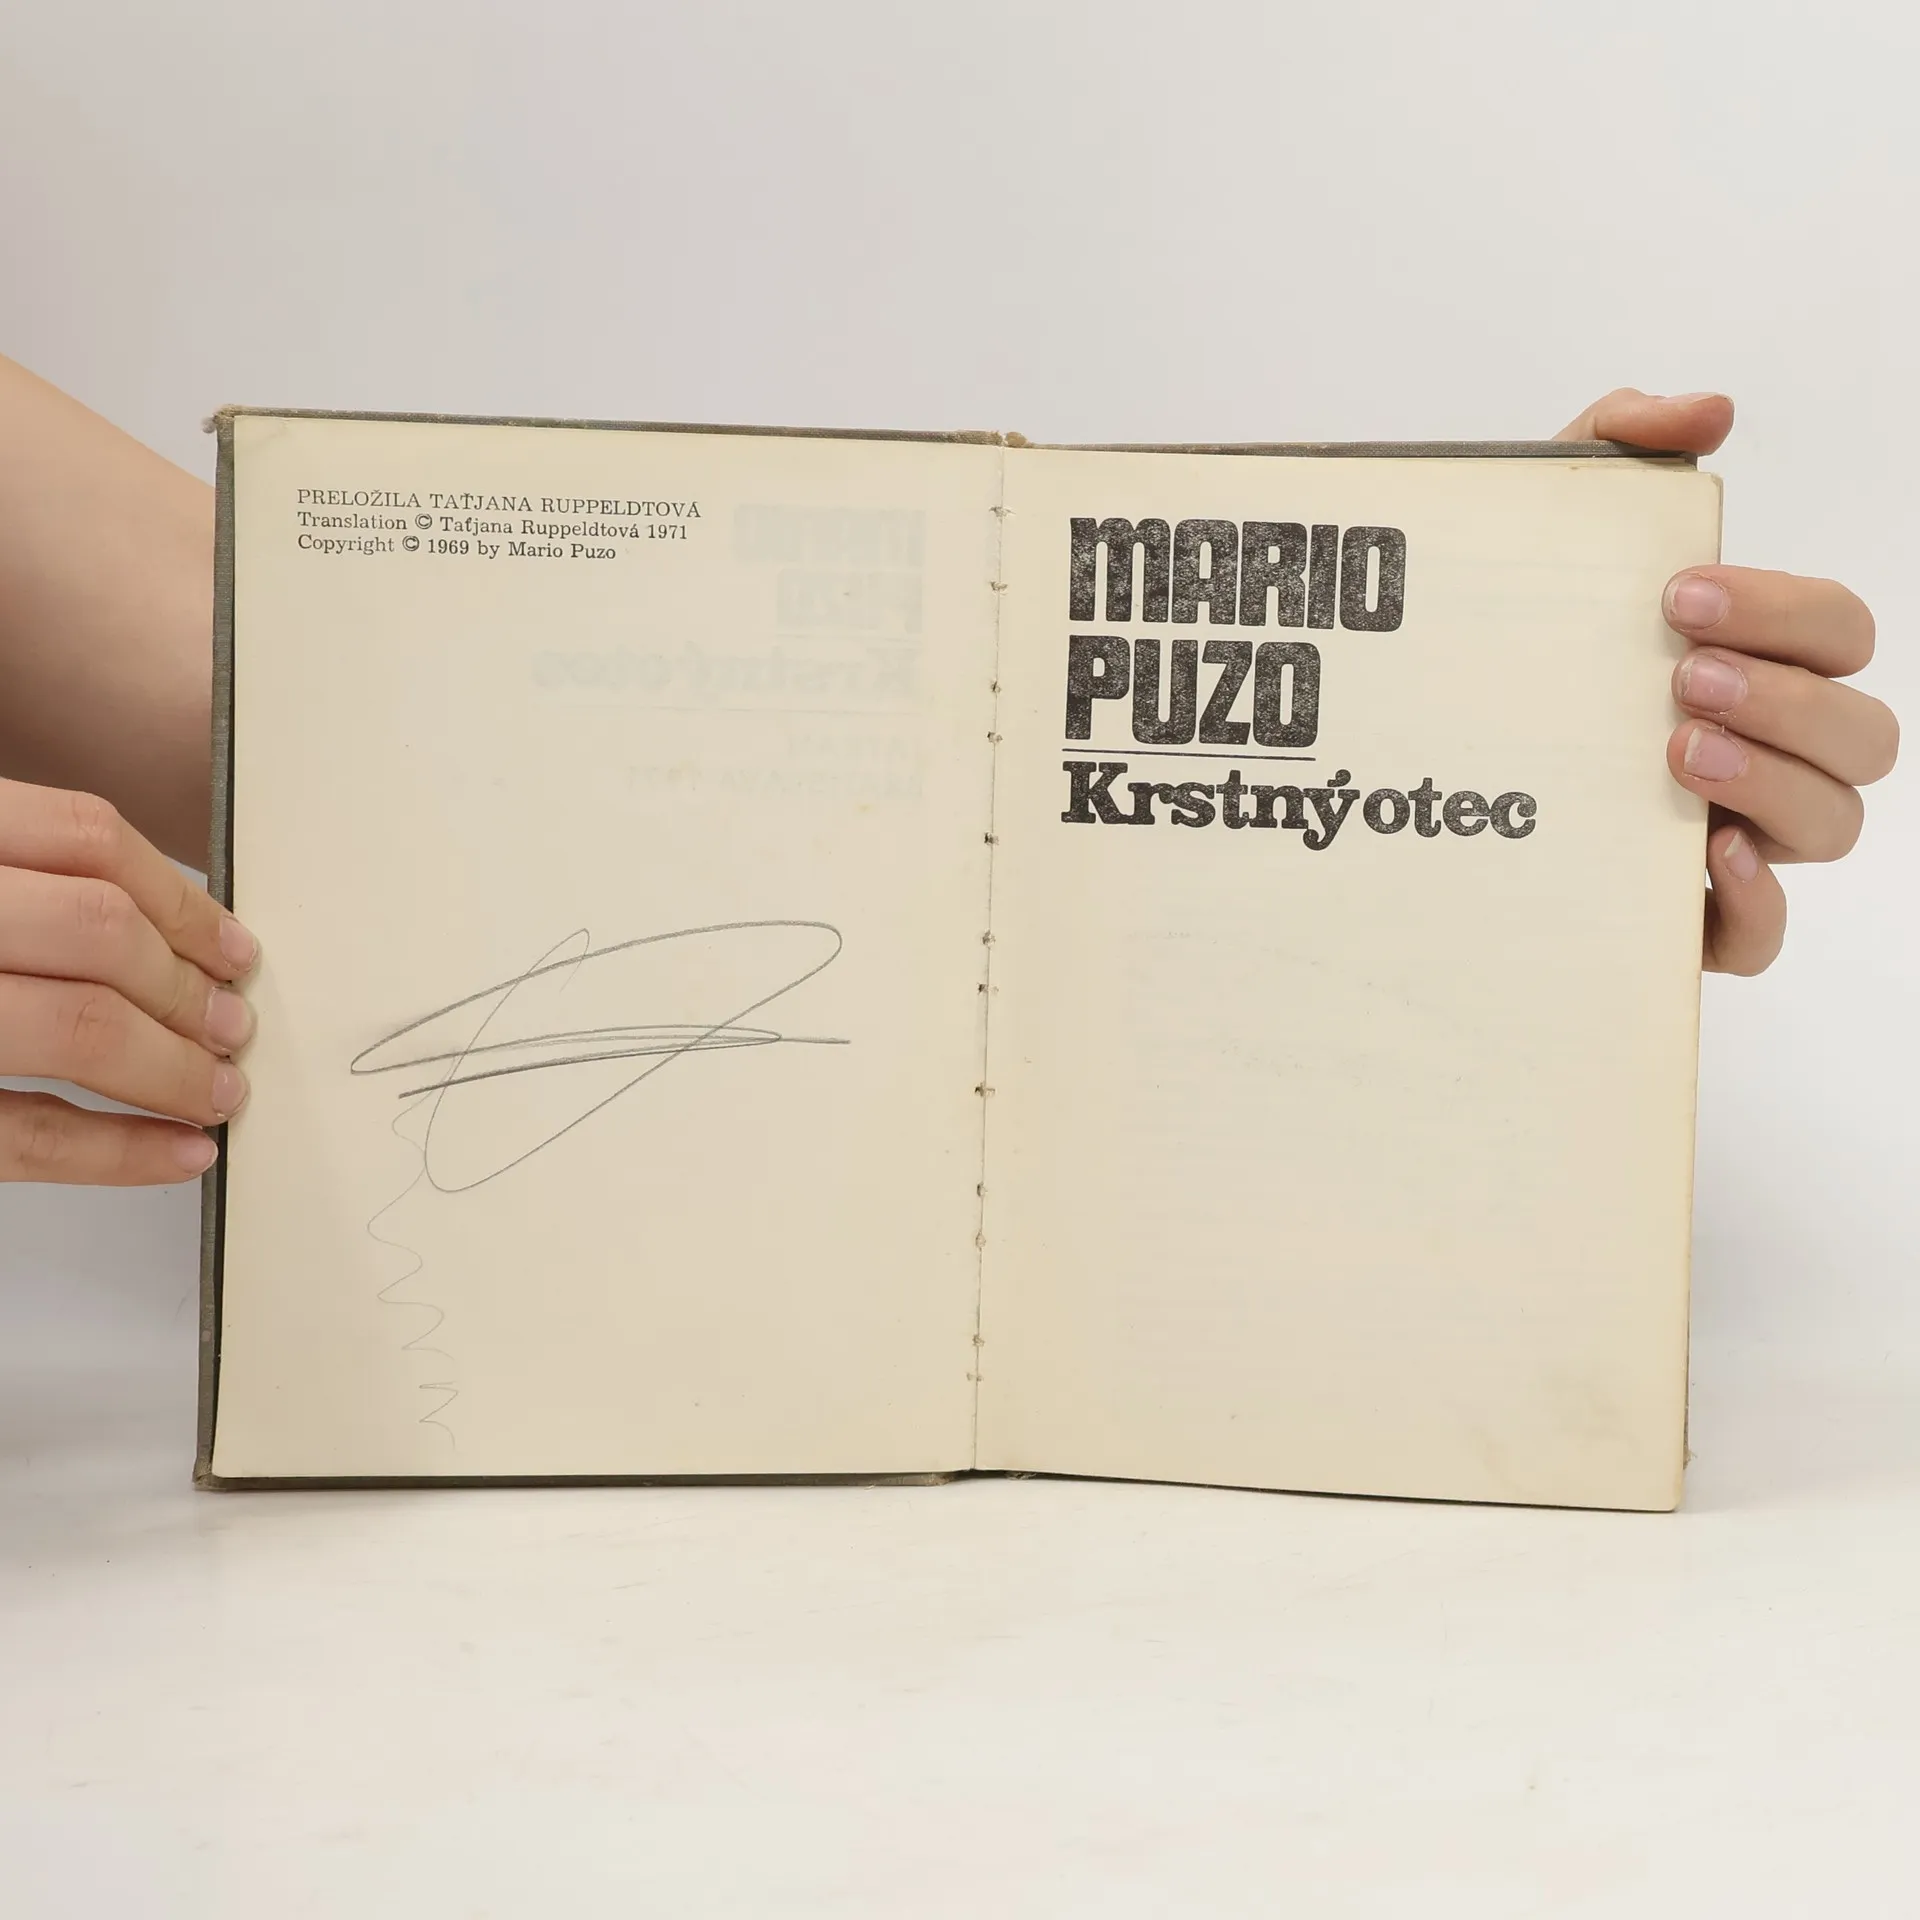 PRELOŽILA TAŤJANA RUPPELDTOVÁ
Translation © Taťjana Ruppeldtová 1971
Copyright © 1969 by Mario Puzo
MARIO
PUZO
Krstný otec